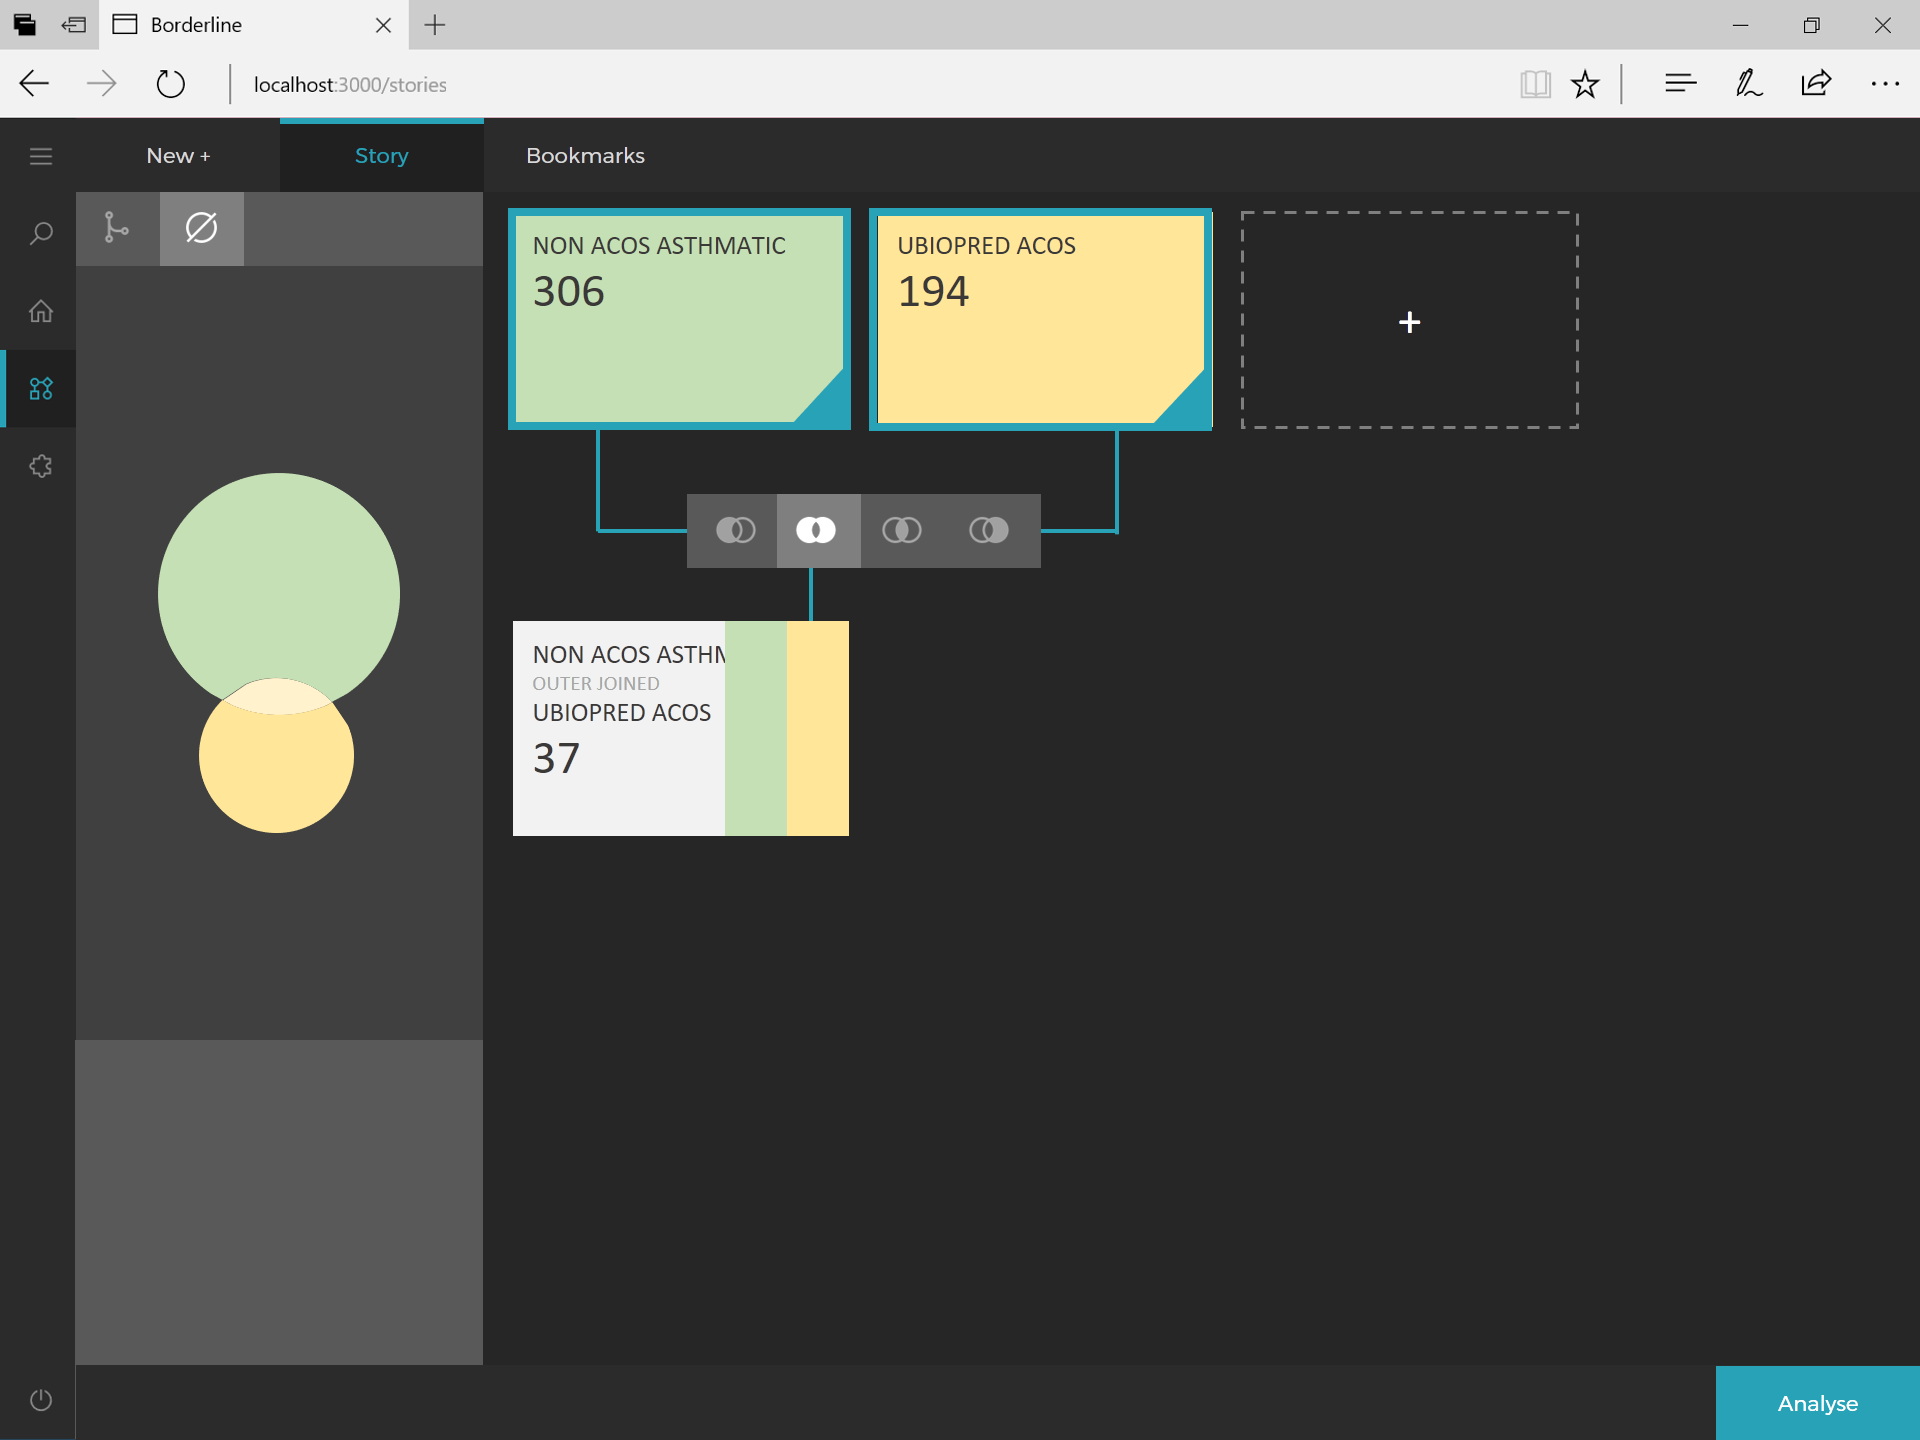 Borderline
localhost:3000/stories
New +
Story
Bookmarks
NON ACOS ASTHMATIC
306
UBIOPRED ACOS
194
+
NON ACOS ASTHM
OUTER JOINED
UBIOPRED ACOS
37
Analyse